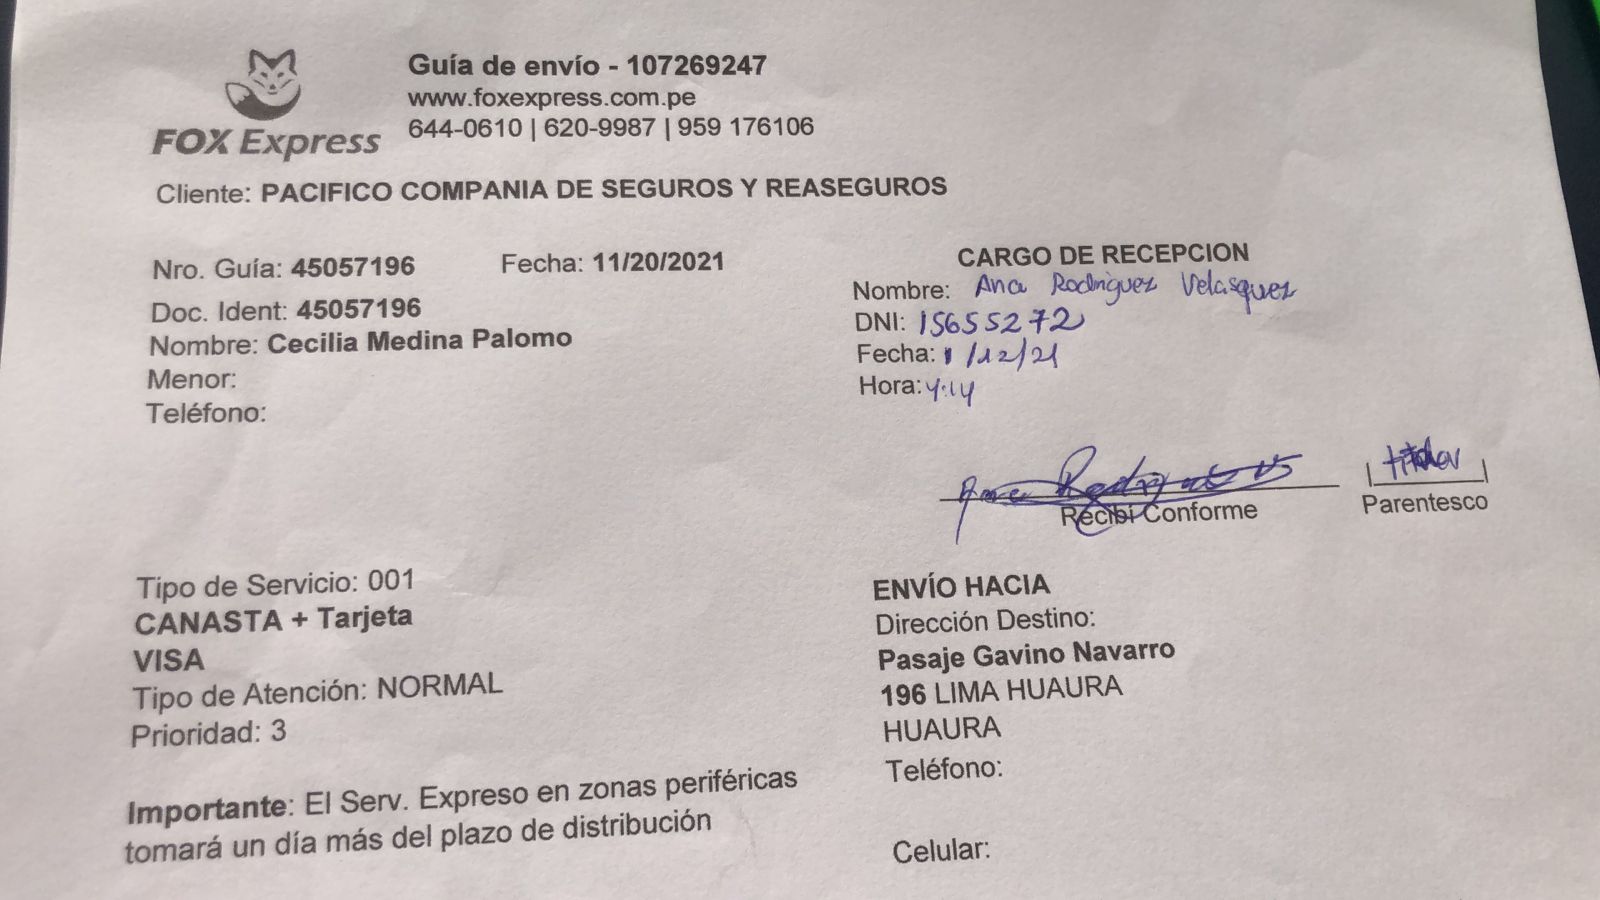 FOX Express
Guía de envío - 107269247
www.foxexpress.com.pe
644-0610 | 620-9987 | 959 176106
Cliente: PACIFICO COMPANIA DE SEGUROS Y REASEGUROS
Nro. Guía: 45057196 Fecha: 11/20/2021
Doc. Ident: 45057196
Nombre: Cecilia Medina Palomo
Menor:
Teléfono:
CARGO DE RECEPCION
Nombre: Ana Rodriguez Velasquez
DNI: 15655272
Fecha: 1/12/21
Hora: 4:14
Ana Rodriguez
Recibí Conforme
Parentesco
Tipo de Servicio: 001
CANASTA + Tarjeta
VISA
Tipo de Atención: NORMAL
Prioridad: 3
Importante: El Serv. Expreso en zonas periféricas
tomará un día más del plazo de distribución
ENVÍO HACIA
Dirección Destino:
Pasaje Gavino Navarro
196 LIMA HUAURA
HUAURA
Teléfono:
Celular: